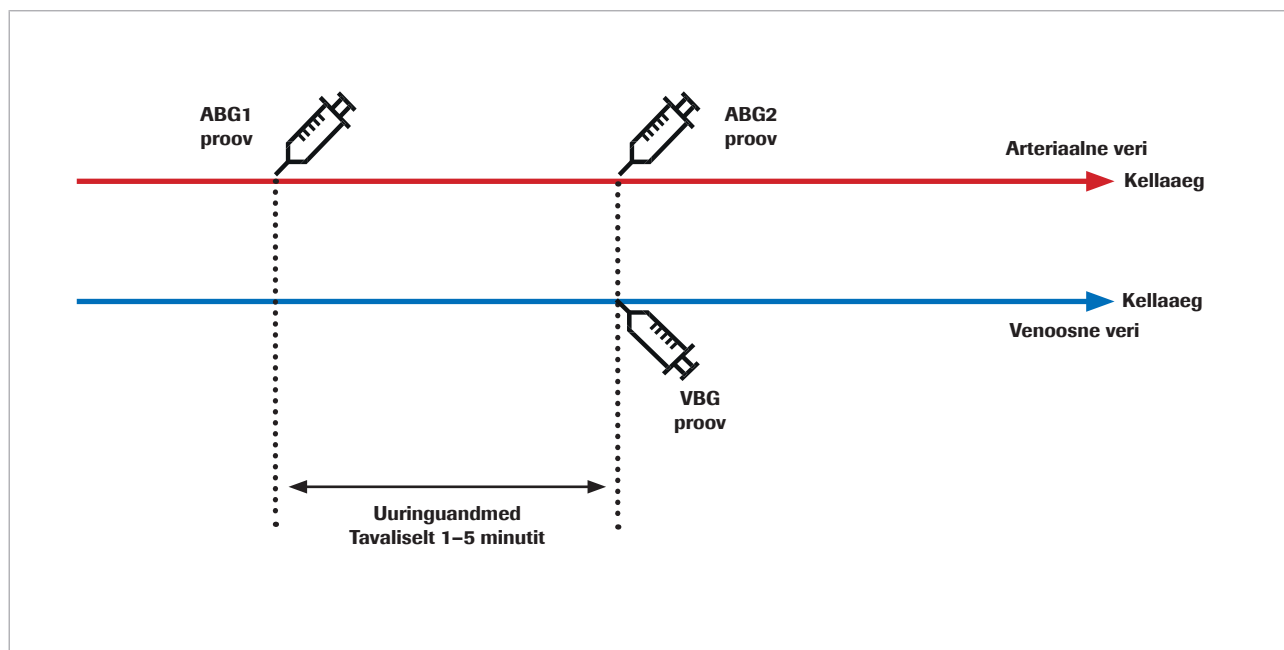 ABG1
proov
ABG2
proov
Arteriaalne veri
Kellaaeg
Kellaaeg
Venoosne veri
VBG
proov
Uuringuandmed
Tavaliselt 1–5 minutit